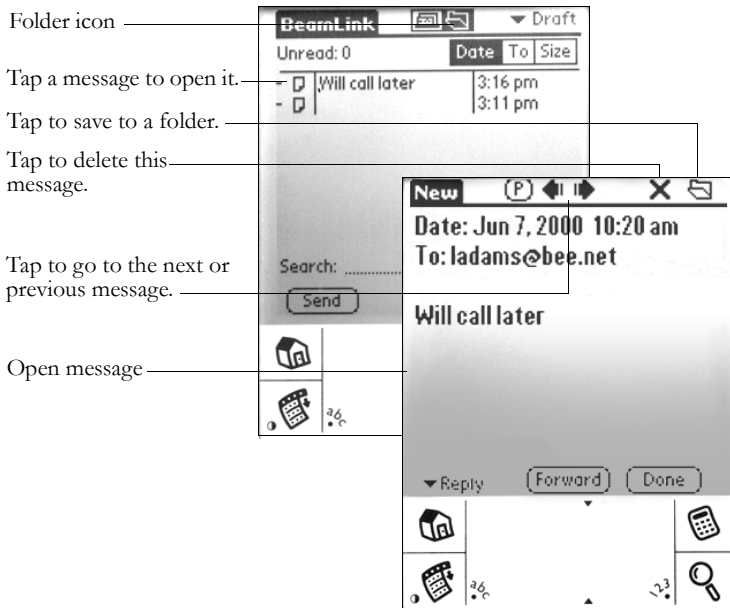 Folder icon
BeamLink
Draft
Unread: 0
Date To Size
Tap a message to open it.
- Will call later 3:16 pm
- 3:11 pm
Tap to save to a folder.
Tap to delete this
message.
New
P
Date: Jun 7, 2000 10:20 am
To: ladams@bee.net
Tap to go to the next or
previous message.
Search:
Send
Will call later
Open message
abc
Reply
Forward
Done
abc
123